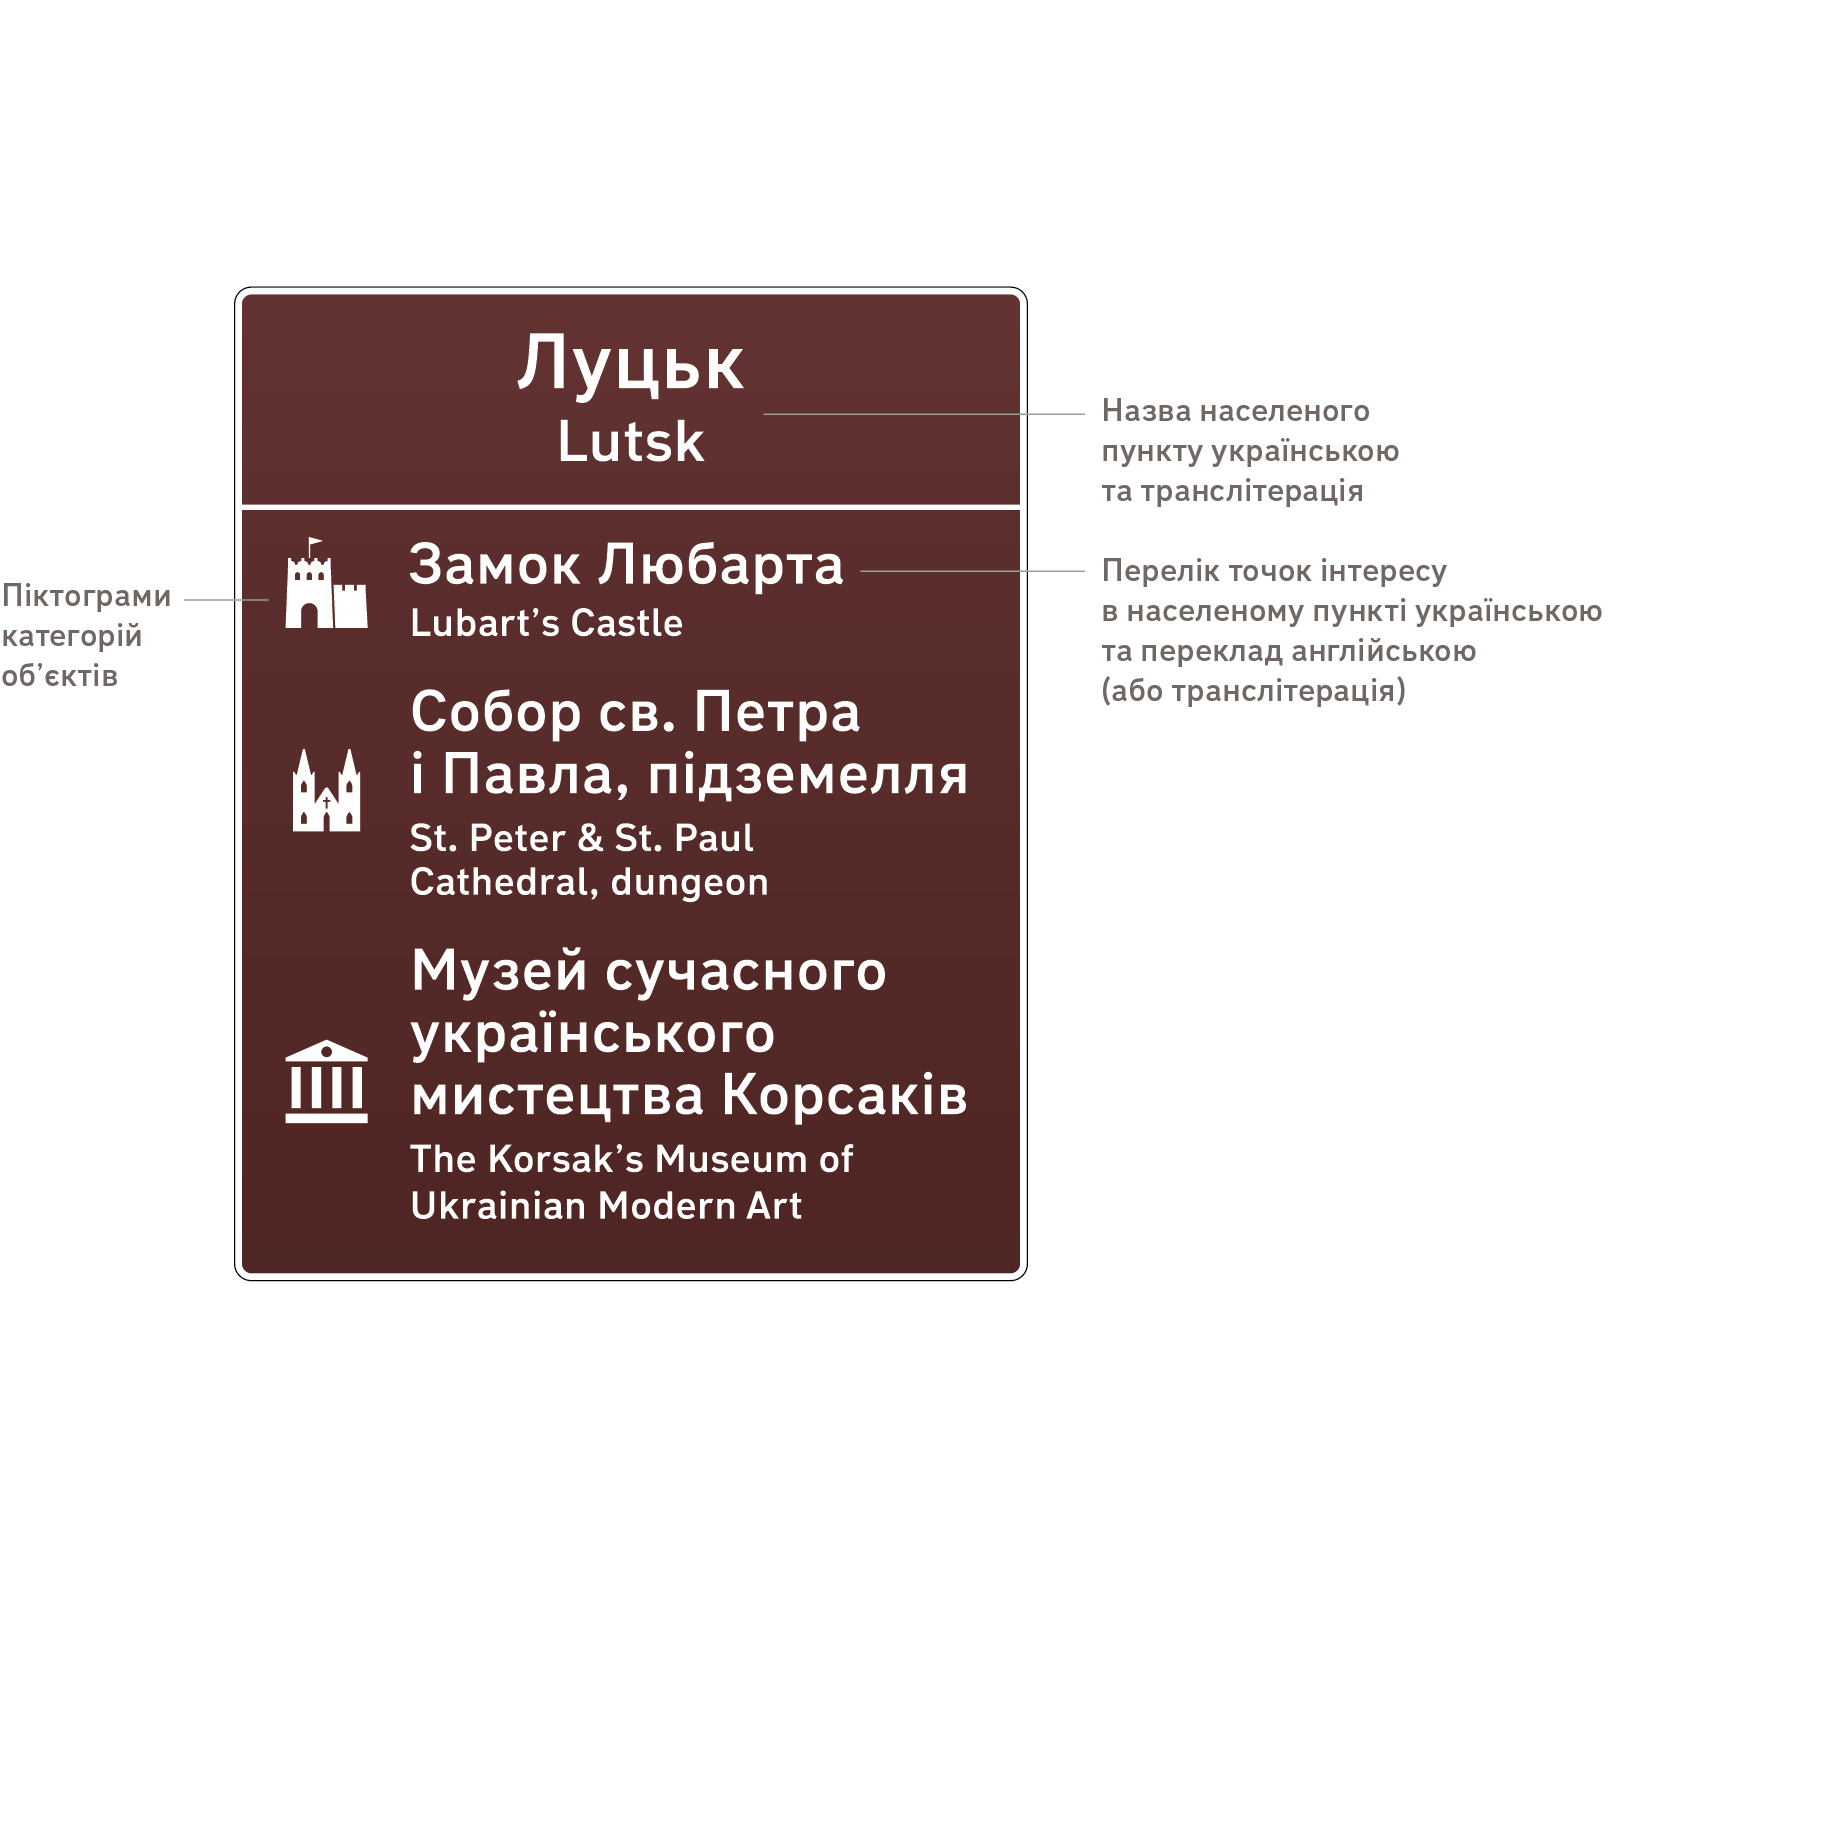 Луцьк
Lutsk
Назва населеного
пункту українською
та транслітерація
Піктограми
категорій
об’єктів
Замок Любарта
Lubart’s Castle
Перелік точок інтересу
в населеному пункті українською
та переклад англійською
(або транслітерація)
Собор св. Петра
і Павла, підземелля
St. Peter & St. Paul
Cathedral, dungeon
Музей сучасного
українського
мистецтва Корсаків
The Korsak’s Museum of
Ukrainian Modern Art